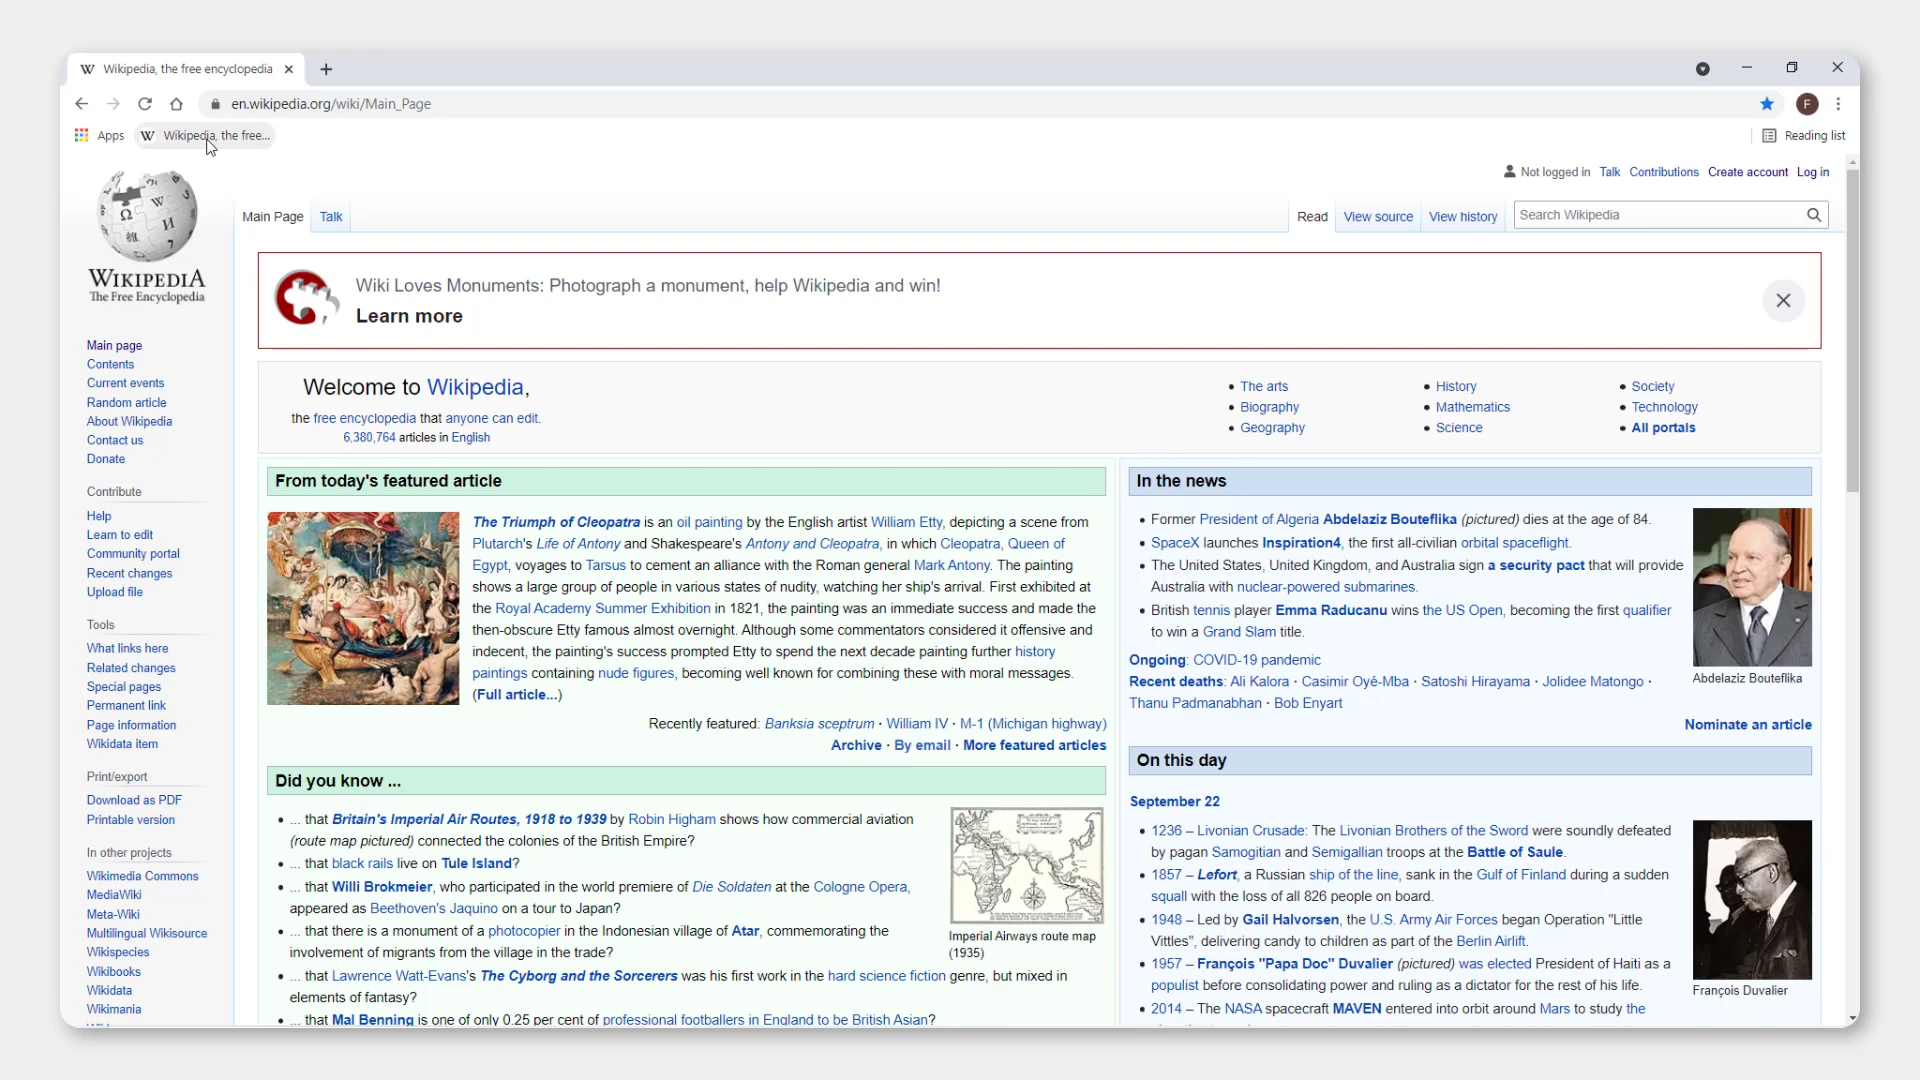 Wikipedia, the free encyclopedia
en.wikipedia.org/wiki/Main_Page
F
Apps
Wikipedia, the free...
Reading list
Not logged in Talk Contributions Create account Log in
Main Page Talk
Read View source View history
Search Wikipedia
WIKIPEDIA
The Free Encyclopedia
Main page
Contents
Current events
Random article
About Wikipedia
Contact us
Donate
Contribute
Help
Learn to edit
Community portal
Recent changes
Upload file
Tools
What links here
Related changes
Special pages
Permanent link
Page information
Wikidata item
Print/export
Download as PDF
Printable version
In other projects
Wikimedia Commons
MediaWiki
Meta-Wiki
Multilingual Wikisource
Wikispecies
Wikibooks
Wikidata
Wikimania
Wiki Loves Monuments: Photograph a monument, help Wikipedia and win!
Learn more
Welcome to Wikipedia,
the free encyclopedia that anyone can edit.
6,380,764 articles in English
The arts
Biography
Geography
History
Mathematics
Science
Society
Technology
All portals
From today's featured article
The Triumph of Cleopatra is an oil painting by the English artist William Etty, depicting a scene from
Plutarch's Life of Antony and Shakespeare's Antony and Cleopatra, in which Cleopatra, Queen of
Egypt, voyages to Tarsus to cement an alliance with the Roman general Mark Antony. The painting
shows a large group of people in various states of nudity, watching her ship's arrival. First exhibited at
the Royal Academy Summer Exhibition in 1821, the painting was an immediate success and made the
then-obscure Etty famous almost overnight. Although some commentators considered it offensive and
indecent, the painting's success prompted Etty to spend the next decade painting further history
paintings containing nude figures, becoming well known for combining these with moral messages.
(Full article...)
Recently featured: Banksia sceptrum · William IV · M-1 (Michigan highway)
Archive · By email · More featured articles
Did you know ...
... that Britain's Imperial Air Routes, 1918 to 1939 by Robin Higham shows how commercial aviation
(route map pictured) connected the colonies of the British Empire?
... that black rails live on Tule Island?
... that Willi Brokmeier, who participated in the world premiere of Die Soldaten at the Cologne Opera,
appeared as Beethoven's Jaquino on a tour to Japan?
... that there is a monument of a photocopier in the Indonesian village of Atar, commemorating the
involvement of migrants from the village in the trade?
... that Lawrence Watt-Evans's The Cyborg and the Sorcerers was his first work in the hard science fiction genre, but mixed in
elements of fantasy?
... that Mal Benning is one of only 0.25 per cent of professional footballers in England to be British Asian?
Imperial Airways route map
(1935)
In the news
Former President of Algeria Abdelaziz Bouteflika (pictured) dies at the age of 84.
SpaceX launches Inspiration4, the first all-civilian orbital spaceflight.
The United States, United Kingdom, and Australia sign a security pact that will provide
Australia with nuclear-powered submarines.
British tennis player Emma Raducanu wins the US Open, becoming the first qualifier
to win a Grand Slam title.
Abdelaziz Bouteflika
Ongoing: COVID-19 pandemic
Recent deaths: Ali Kalora · Casimir Oyé-Mba · Satoshi Hirayama · Jolidee Matongo ·
Thanu Padmanabhan · Bob Enyart
Nominate an article
On this day
September 22
1236 – Livonian Crusade: The Livonian Brothers of the Sword were soundly defeated
by pagan Samogitian and Semigallian troops at the Battle of Saule.
1857 – Lefort, a Russian ship of the line, sank in the Gulf of Finland during a sudden
squall with the loss of all 826 people on board.
1948 – Led by Gail Halvorsen, the U.S. Army Air Forces began Operation "Little
Vittles", delivering candy to children as part of the Berlin Airlift.
1957 – François "Papa Doc" Duvalier (pictured) was elected President of Haiti as a
populist before consolidating power and ruling as a dictator for the rest of his life.
2014 – The NASA spacecraft MAVEN entered into orbit around Mars to study the
François Duvalier